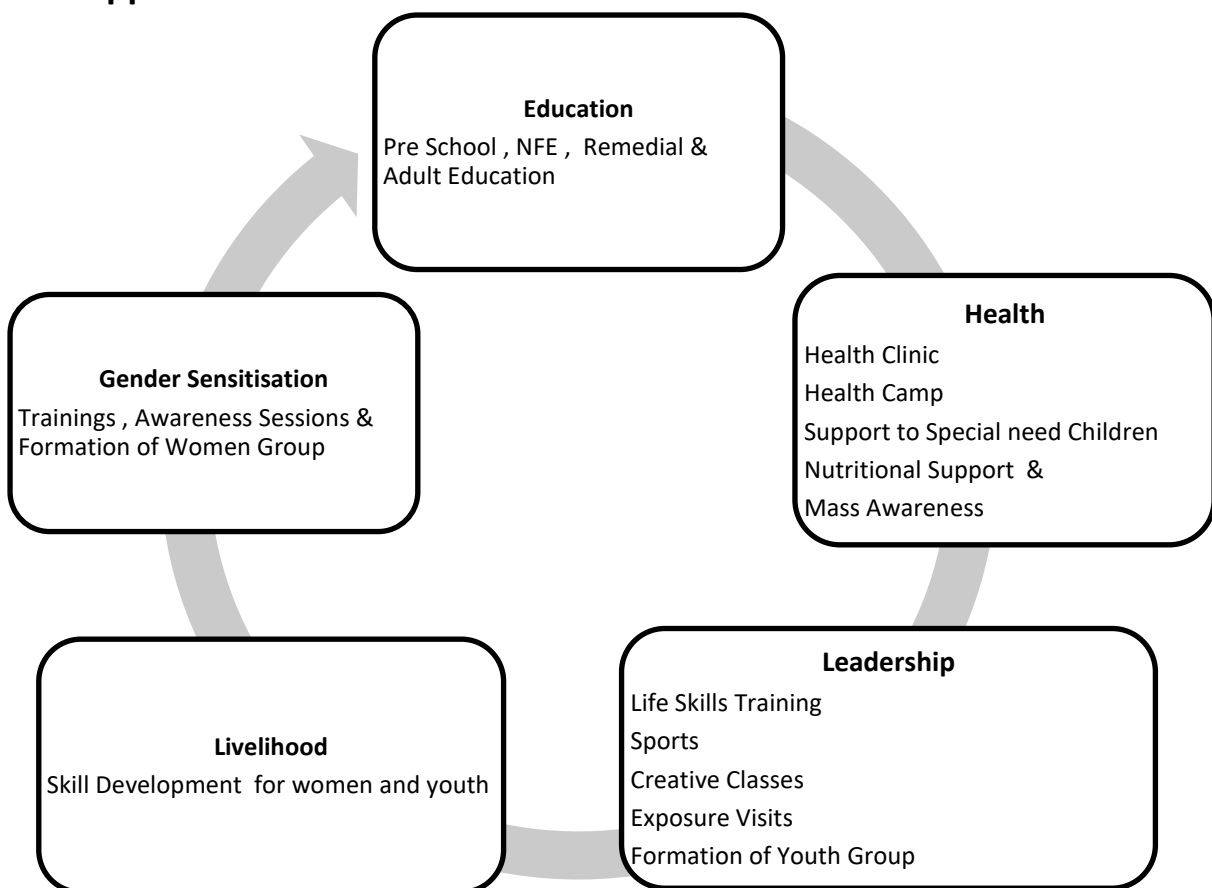 Education
Pre School , NFE , Remedial &
Adult Education
Health
Health Clinic
Health Camp
Support to Special need Children
Nutritional Support &
Mass Awareness
Leadership
Life Skills Training
Sports
Creative Classes
Exposure Visits
Formation of Youth Group
Livelihood
Skill Development for women and youth
Gender Sensitisation
Trainings , Awareness Sessions &
Formation of Women Group